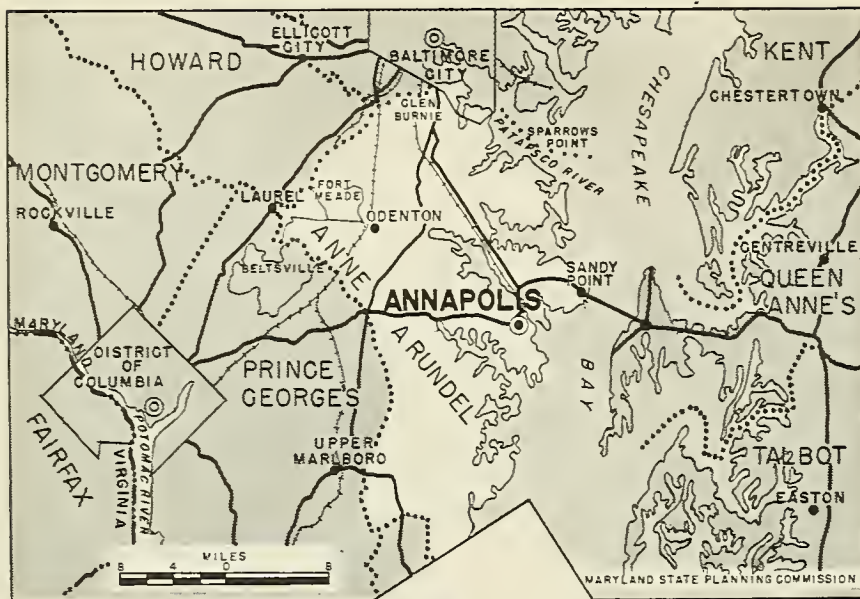 ELLICOTT
CITY
HOWARD
BALTIMORE
CITY
KENT
CHESTERTOWN
GLEN
BURNIE
CHESAPEAKE
SPARROWS
POINT
PATAPSCO RIVER
MONTGOMERY
ROCKVILLE
LAUREL
FORT
MEADE
ODENTON
CENTREVILLE
BELTSVILLE
ANNE
ANNAPOLIS
SANDY
POINT
QUEEN
ANNE'S
MARYLAND
DISTRICT
OF
COLUMBIA
PRINCE
GEORGES
ARUNDEL
BAY
FAIRFAX
POTOMAC RIVER
VIRGINIA
UPPER
MARLBORO
TALBOT
EASTON
MILES
8 4 0 8
MARYLAND STATE PLANNING COMMISSION